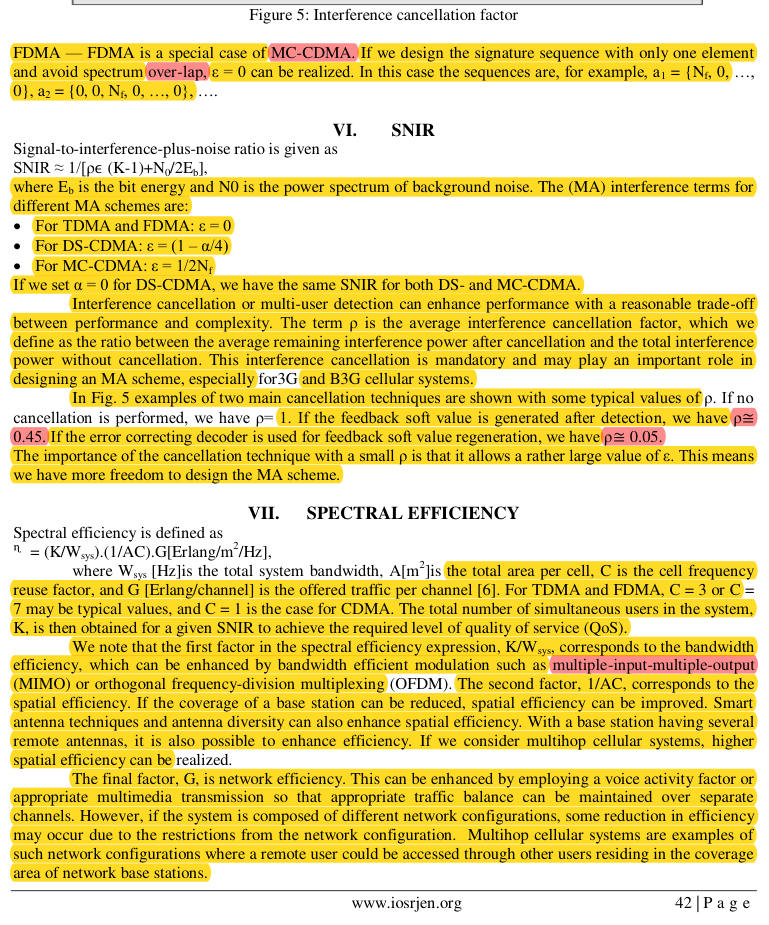 Figure 5: Interference cancellation factor
FDMA — FDMA is a special case of MC-CDMA. If we design the signature sequence with only one element
and avoid spectrum over-lap, ε = 0 can be realized. In this case the sequences are, for example, a1 = {Nf, 0, …,
0}, a2 = {0, 0, Nf, 0, …, 0}, ….
VI. SNIR
Signal-to-interference-plus-noise ratio is given as
SNIR ≈ 1/[ρϵ (K-1)+N0/2Eb],
where Eb is the bit energy and N0 is the power spectrum of background noise. The (MA) interference terms for
different MA schemes are:
• For TDMA and FDMA: ε = 0
• For DS-CDMA: ε = (1 – α/4)
• For MC-CDMA: ε = 1/2Nf
If we set α = 0 for DS-CDMA, we have the same SNIR for both DS- and MC-CDMA.
Interference cancellation or multi-user detection can enhance performance with a reasonable trade-off
between performance and complexity. The term ρ is the average interference cancellation factor, which we
define as the ratio between the average remaining interference power after cancellation and the total interference
power without cancellation. This interference cancellation is mandatory and may play an important role in
designing an MA scheme, especially for3G and B3G cellular systems.
In Fig. 5 examples of two main cancellation techniques are shown with some typical values of ρ. If no
cancellation is performed, we have ρ= 1. If the feedback soft value is generated after detection, we have ρ≅
0.45. If the error correcting decoder is used for feedback soft value regeneration, we have ρ≅ 0.05.
The importance of the cancellation technique with a small ρ is that it allows a rather large value of ε. This means
we have more freedom to design the MA scheme.
VII. SPECTRAL EFFICIENCY
Spectral efficiency is defined as
η = (K/Wsys).(1/AC).G[Erlang/m²/Hz],
where Wsys [Hz]is the total system bandwidth, A[m²]is the total area per cell, C is the cell frequency
reuse factor, and G [Erlang/channel] is the offered traffic per channel [6]. For TDMA and FDMA, C = 3 or C =
7 may be typical values, and C = 1 is the case for CDMA. The total number of simultaneous users in the system,
K, is then obtained for a given SNIR to achieve the required level of quality of service (QoS).
We note that the first factor in the spectral efficiency expression, K/Wsys, corresponds to the bandwidth
efficiency, which can be enhanced by bandwidth efficient modulation such as multiple-input-multiple-output
(MIMO) or orthogonal frequency-division multiplexing (OFDM). The second factor, 1/AC, corresponds to the
spatial efficiency. If the coverage of a base station can be reduced, spatial efficiency can be improved. Smart
antenna techniques and antenna diversity can also enhance spatial efficiency. With a base station having several
remote antennas, it is also possible to enhance efficiency. If we consider multihop cellular systems, higher
spatial efficiency can be realized.
The final factor, G, is network efficiency. This can be enhanced by employing a voice activity factor or
appropriate multimedia transmission so that appropriate traffic balance can be maintained over separate
channels. However, if the system is composed of different network configurations, some reduction in efficiency
may occur due to the restrictions from the network configuration. Multihop cellular systems are examples of
such network configurations where a remote user could be accessed through other users residing in the coverage
area of network base stations.
www.iosrjen.org 42 | P a g e